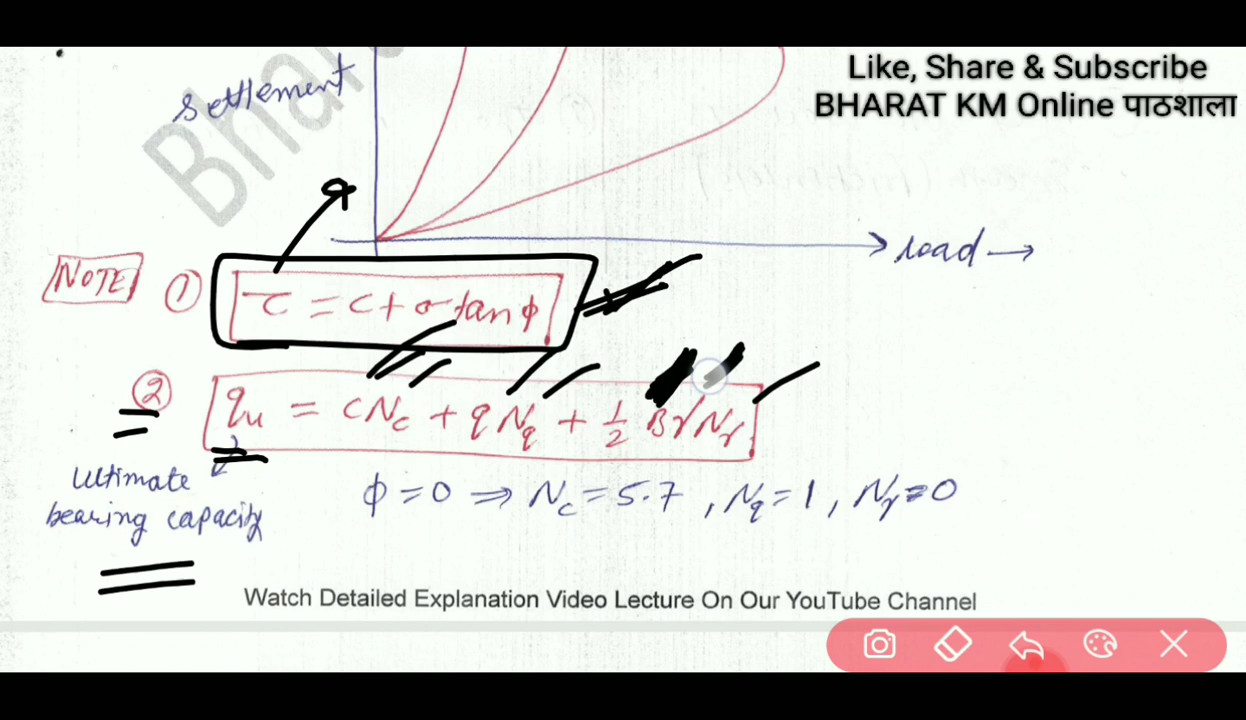 Like, Share & Subscribe
BHARAT KM Online पाठशाला
Settlement
Load →
NOTE ① τ = C + σ tan ϕ
② qu = CNc + qNq + 1/2 BγNγ
Ultimate
bearing capacity
ϕ = 0 ⇒ Nc = 5.7, Nq = 1, Nγ = 0
Watch Detailed Explanation Video Lecture On Our YouTube Channel